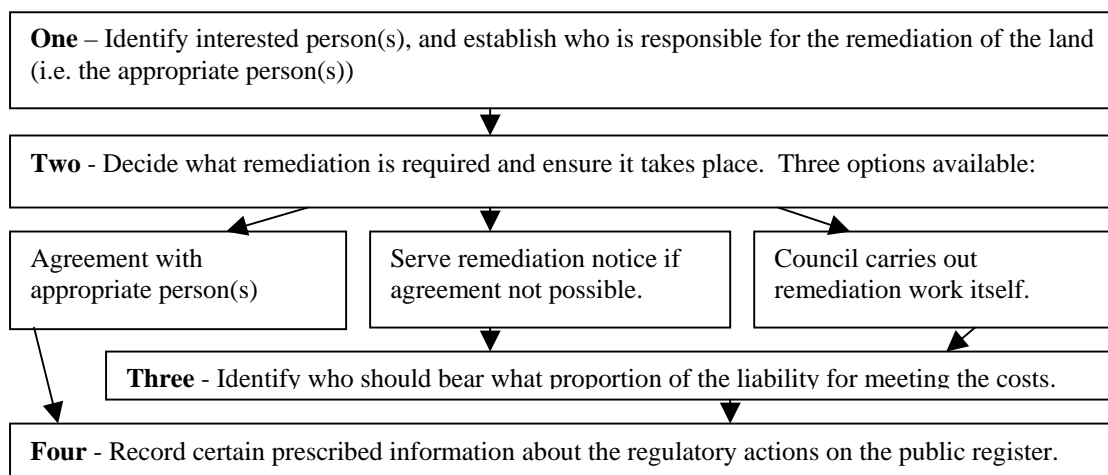 One – Identify interested person(s), and establish who is responsible for the remediation of the land
(i.e. the appropriate person(s))
Two - Decide what remediation is required and ensure it takes place.  Three options available:
Agreement with
appropriate person(s)
Serve remediation notice if
agreement not possible.
Council carries out
remediation work itself.
Three - Identify who should bear what proportion of the liability for meeting the costs.
Four - Record certain prescribed information about the regulatory actions on the public register.